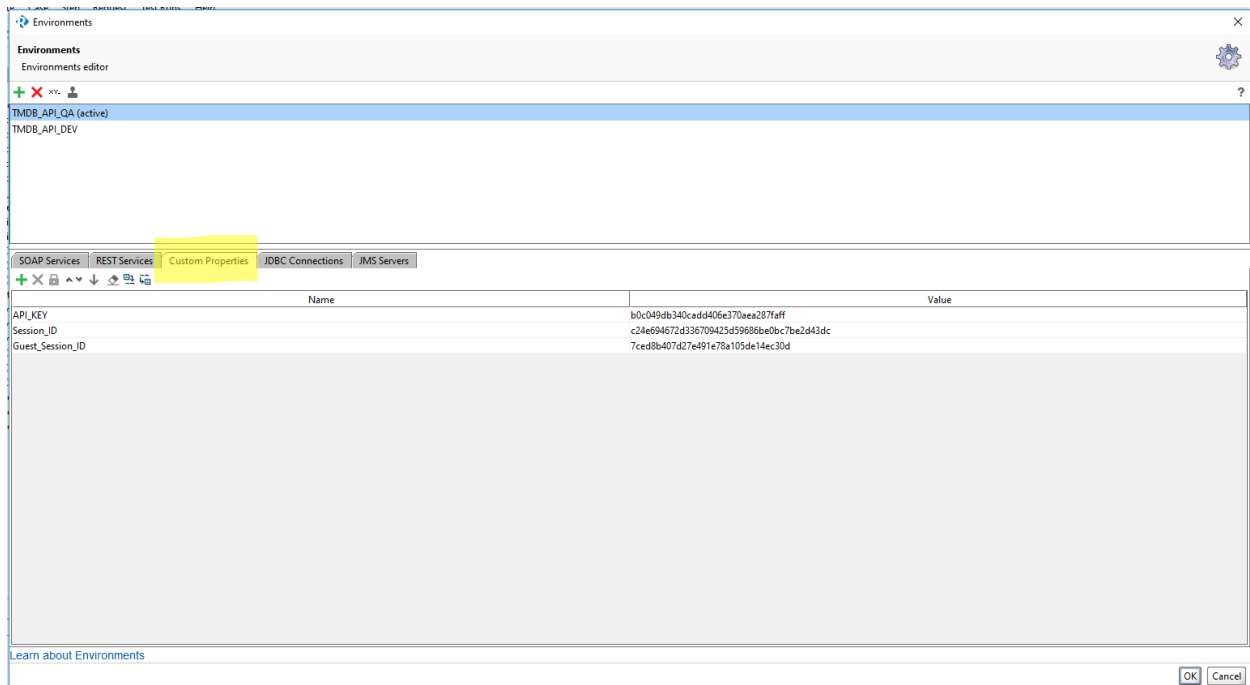 Environments
Environments
Environments editor
?
TMDB_API_QA (active)
TMDB_API_DEV
SOAP Services REST Services Custom Properties JDBC Connections JMS Servers
Name Value
API_KEY b0c049db340cadd406e370aea287faff
Session_ID c24e694672d336709425d59686be0bc7be2d43dc
Guest_Session_ID 7ced8b407d27e491e78a105de14ec30d
Learn about Environments
OK Cancel